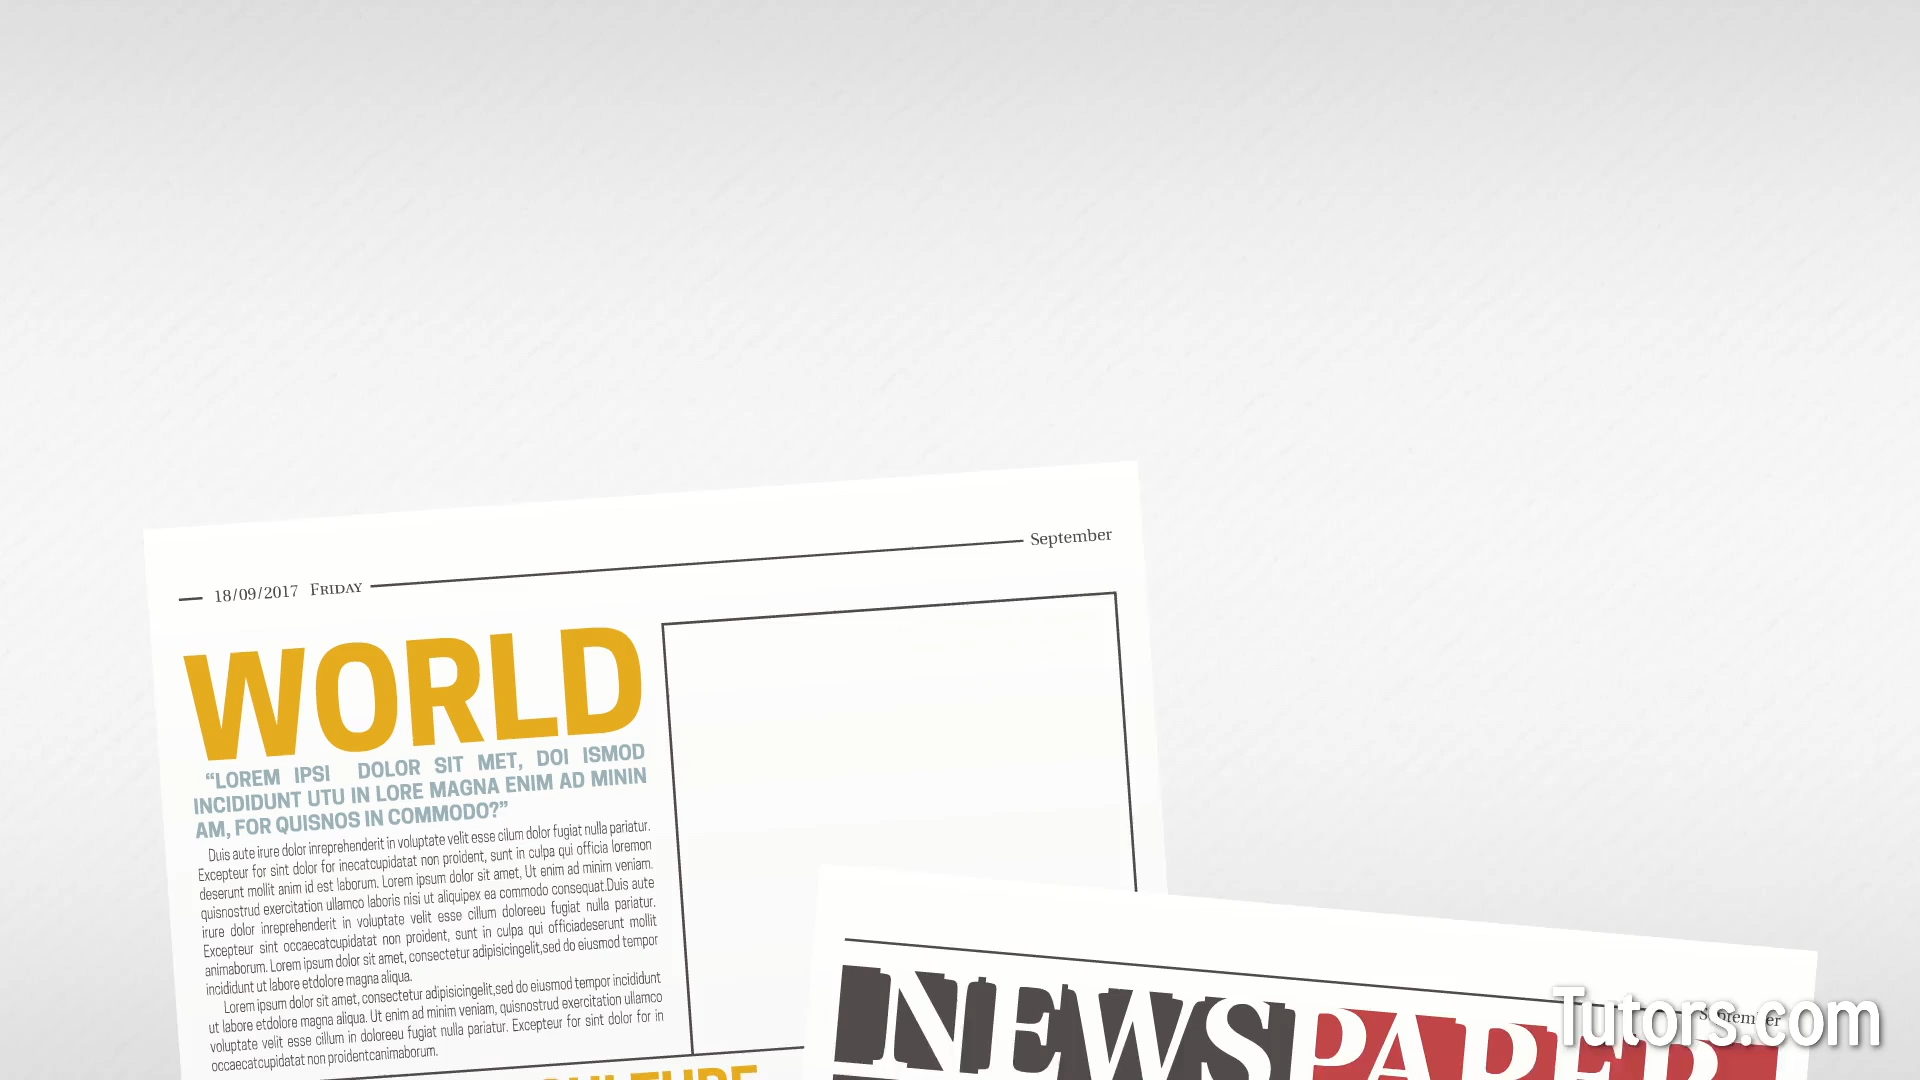 18/09/2017 FRIDAY
September
WORLD
“LOREM IPSI DOLOR SIT MET, DOI ISMOD
INCIDIDUNT UTU IN LORE MAGNA ENIM AD MININ
AM, FOR QUISNOS IN COMMODO?”
Duis aute irure dolor inreprehenderit in voluptate velit esse cilum dolor fugiat nulla pariatur.
Excepteur for sint dolor for inecatcupidatat non proident, sunt in culpa qui officia loremon
deserunt mollit anim id est laborum. Lorem ipsum dolor sit amet, Ut enim ad minim veniam.
quisnostrud exercitation ullamco laboris nisi ut aliquipex ea commodo consequat.Duis aute
irure dolor inreprehenderit in voluptate velit esse cillum doloreeu fugiat nulla pariatur.
Excepteur sint occaecatcupidatat non proident, sunt in culpa qui officiadeserunt mollit
animaborum. Lorem ipsum dolor sit amet, consectetur adipisicingelit,sed do eiusmod tempor
incididunt ut labore etdolore magna aliqua.
Lorem ipsum dolor sit amet, consectetur adipisicingelit,sed do eiusmod tempor incididunt
ut labore etdolore magna aliqua. Ut enim ad minim veniam, quisnostrud exercitation ullamco
voluptate velit esse cillum in doloreeu fugiat nulla pariatur. Excepteur for sint dolor for in
occaecatcupidatat non proidentcanimaborum.
CULTURE
September
NEWSPAPER
Tutors.com